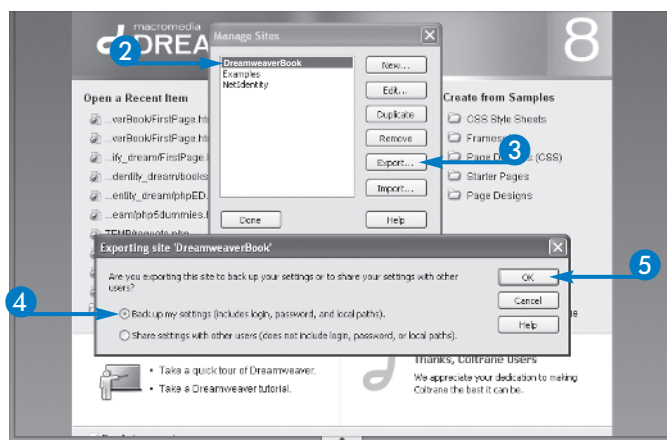 macromedia
DREA
8
2
Manage Sites
DreamweaverBook
Examples
NetIdentity
New...
Edit...
Duplicate
Remove
Export...
Import...
Done
Help
3
Open a Recent Item
...verBook/FirstPage.ht
...verBook/FirstPage.ht
...ify_dream/FirstPage.
...dentity_dream/books
...entity_dream/phpED.
...eam/php5dummies.
Create from Samples
CSS Style Sheets
Frames
Page D (CSS)
Starter Pages
Page Designs
Exporting site 'DreamweaverBook'
Are you exporting this site to back up your settings or to share your settings with other
users?
4
Back up my settings (includes login, password, and local paths).
Share settings with other users (does not include login, password, or local paths).
OK
Cancel
Help
5
Take a quick tour of Dreamweaver.
Take a Dreamweaver tutorial.
Thanks, Coltrane Users
We appreciate your dedication to making
Coltrane the best it can be.